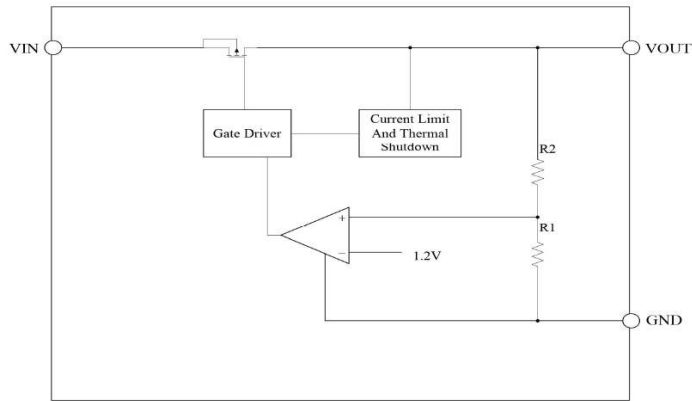 VIN
VOUT
Gate Driver
Current Limit
And Thermal
Shutdown
R2
+
R1
−
1.2V
GND